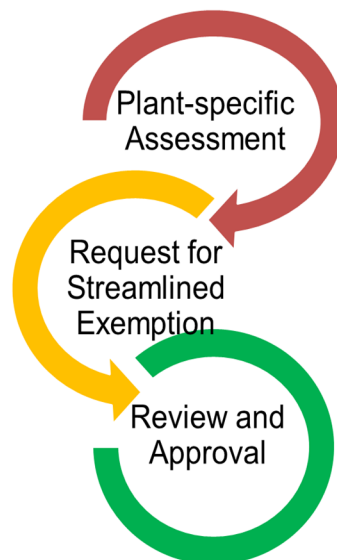 Plant-specific
Assessment
Request for
Streamlined
Exemption
Review and
Approval